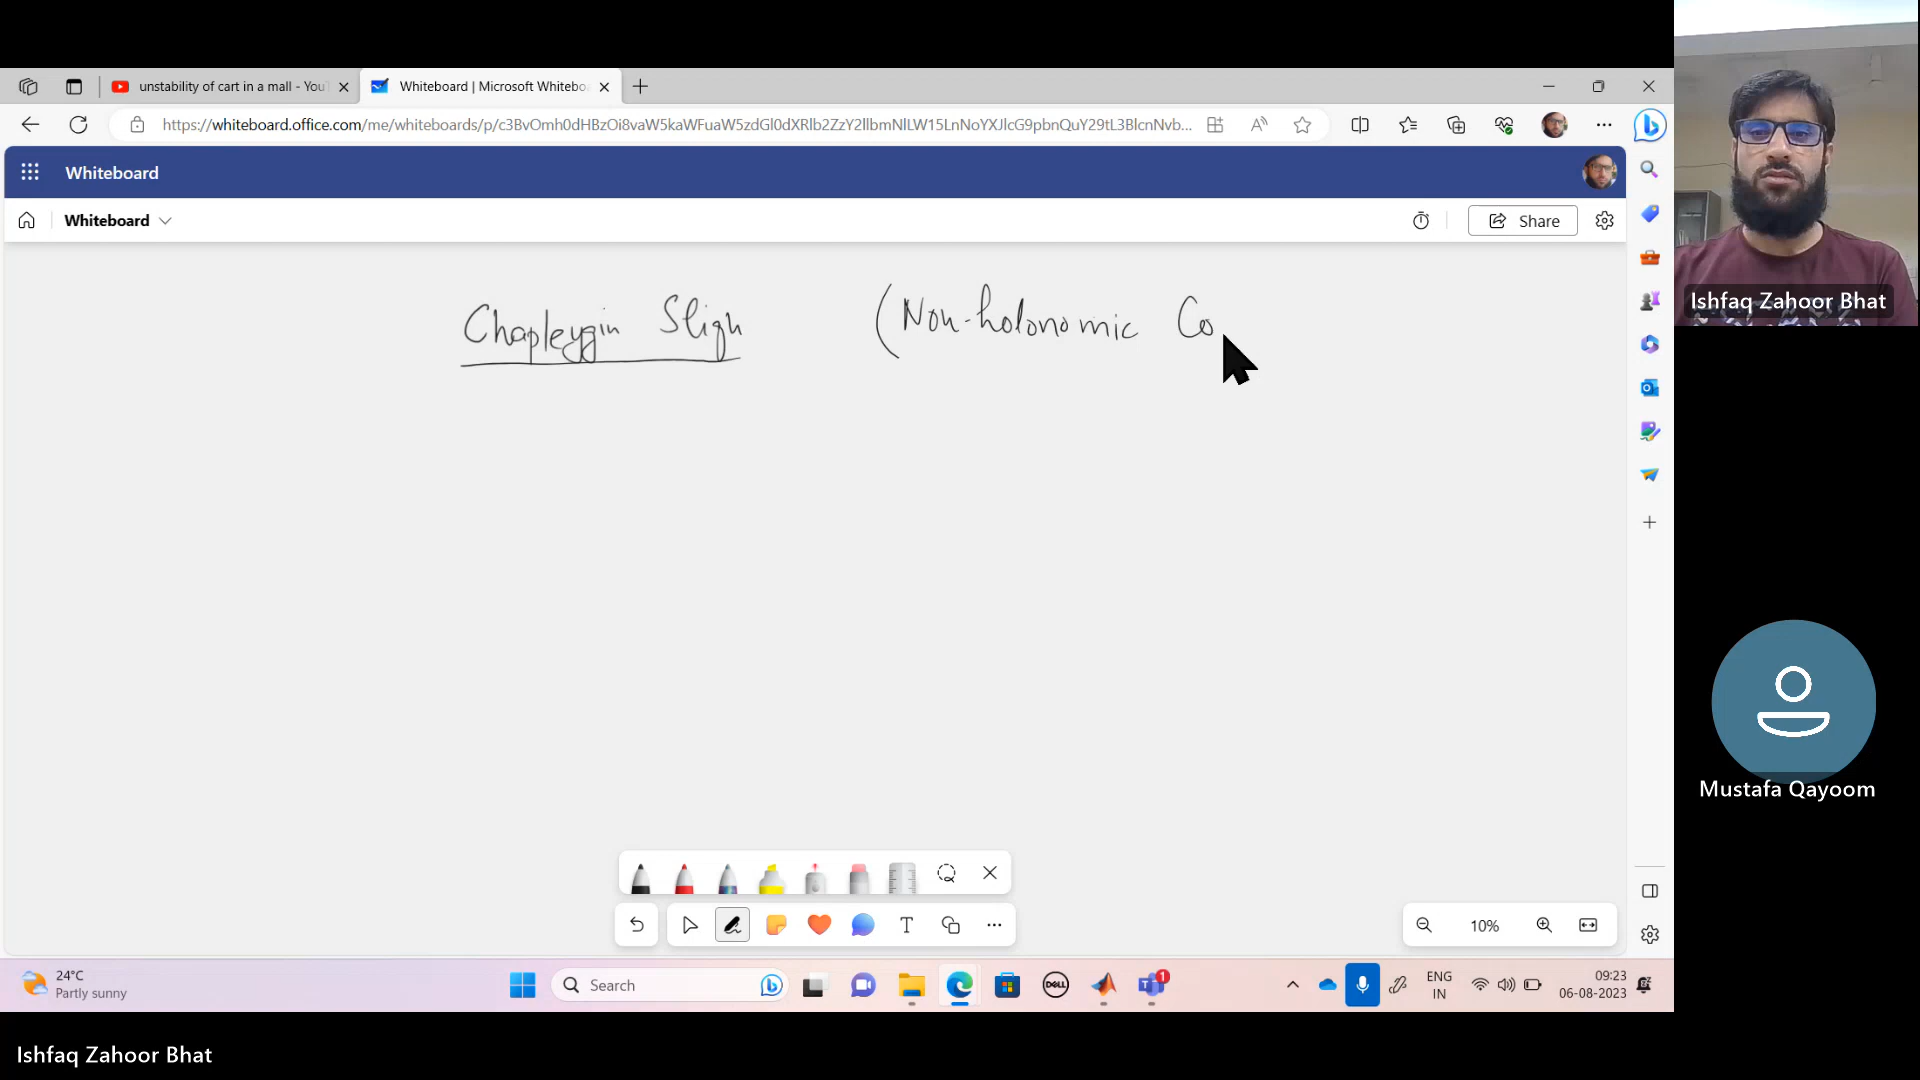 unstability of cart in a mall - You
Whiteboard | Microsoft Whitebo
https://whiteboard.office.com/me/whiteboards/p/c3BvOmh0dHBzOi8vaW5kaWFuaW5zdGl0dXRlb2ZzY2llbmNlLW15LnNoYXJlcG9pbnQuY29tL3BlcnNvb...
Whiteboard
Whiteboard
Share
Chapleygin Sligh (Non-holonomic Co
10%
24°C
Partly sunny
Search
DELL
1
ENG
IN
09:23
06-08-2023
Ishfaq Zahoor Bhat
Mustafa Qayoom
Ishfaq Zahoor Bhat